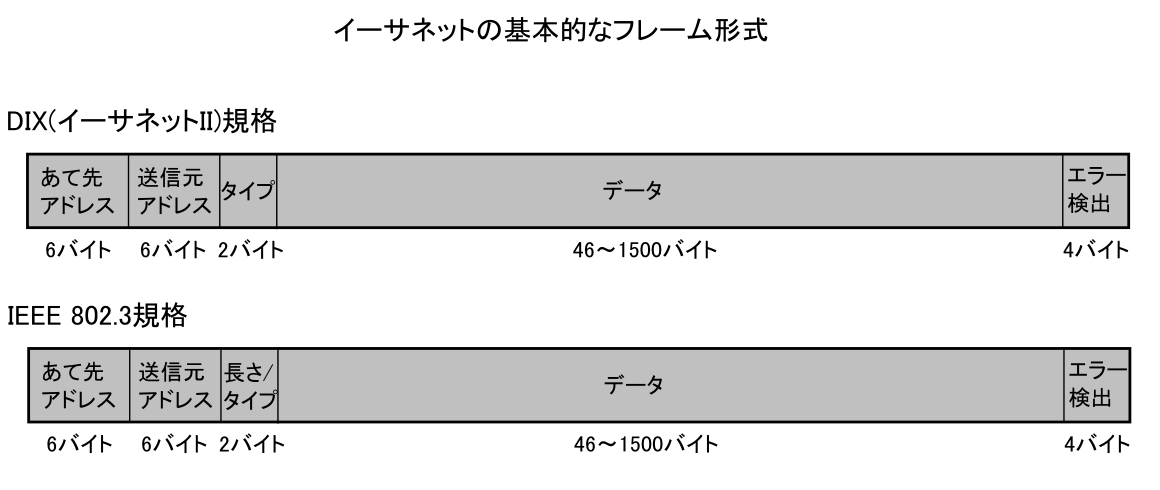 イーサネットの基本的なフレーム形式
DIX(イーサネットII)規格
あて先 送信元 タイプ データ エラー
アドレス アドレス 検出
6バイト 6バイト 2バイト 46～1500バイト 4バイト
IEEE 802.3規格
あて先 送信元 長さ/ データ エラー
アドレス アドレス タイプ 検出
6バイト 6バイト 2バイト 46～1500バイト 4バイト